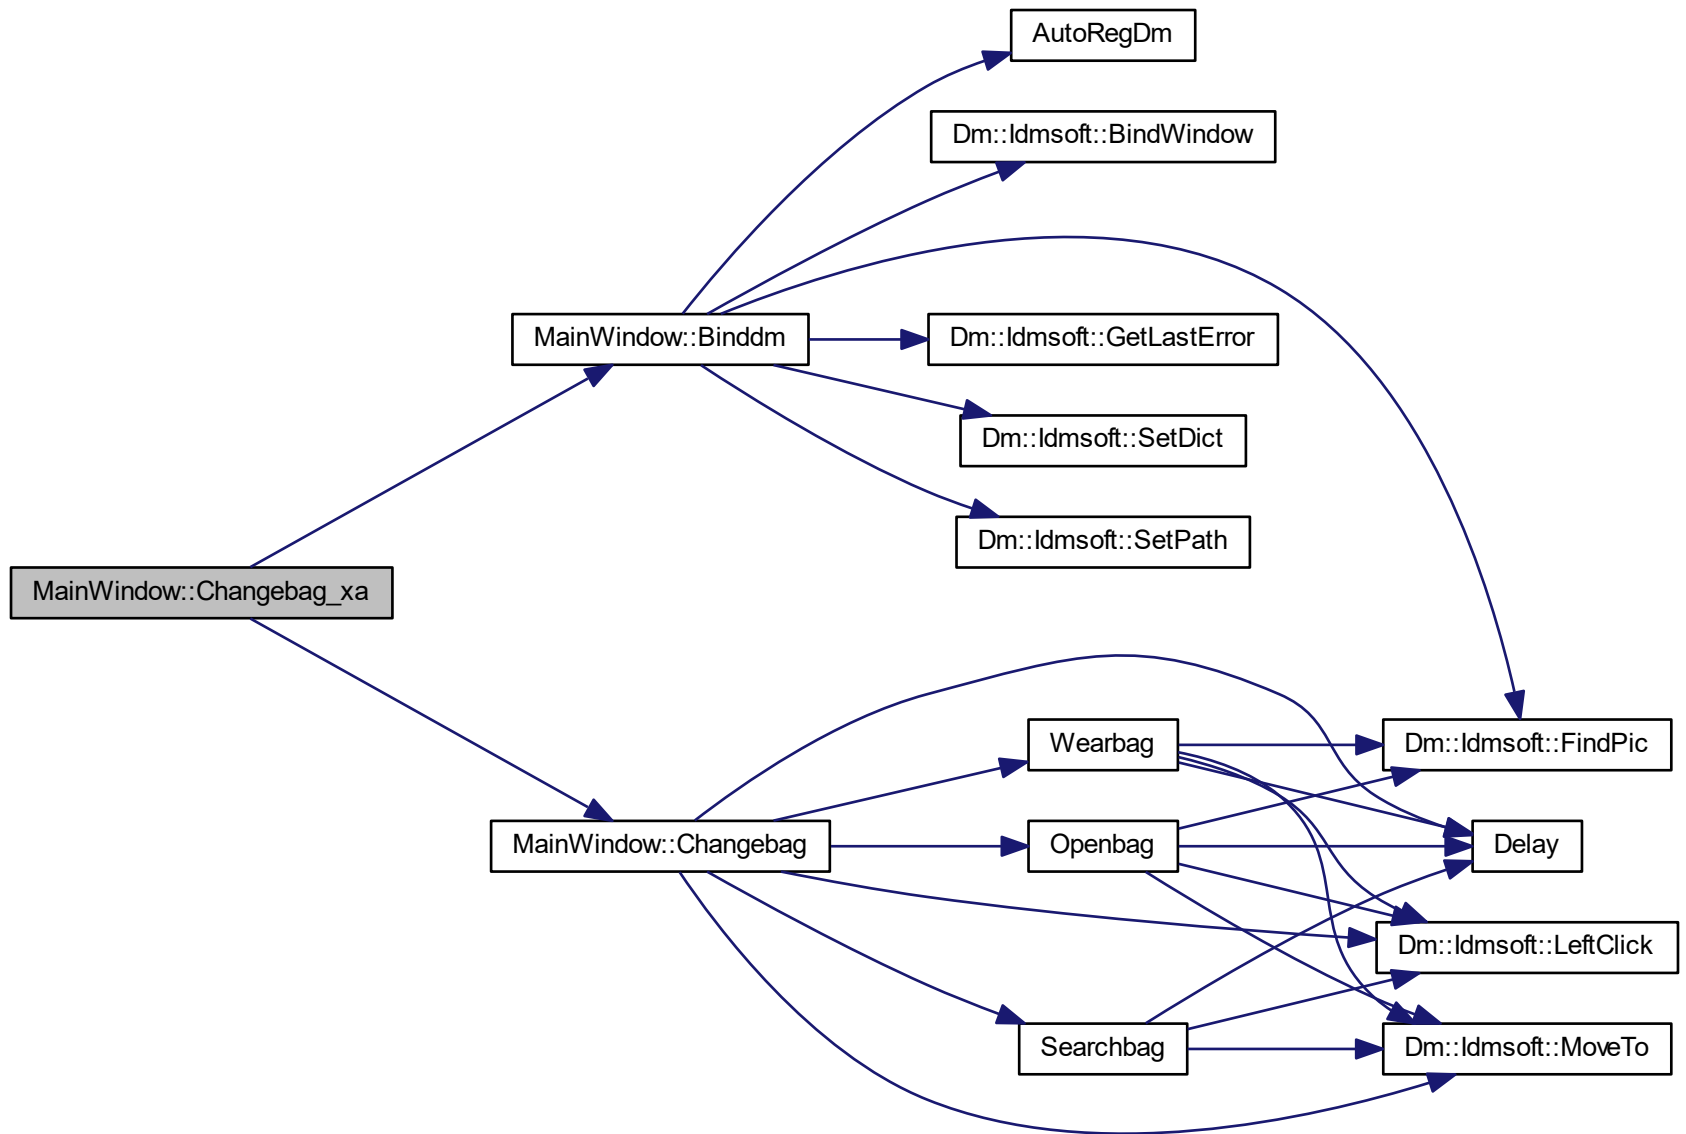 AutoRegDm
Dm::Idmsoft::BindWindow
MainWindow::Binddm
Dm::Idmsoft::GetLastError
Dm::Idmsoft::SetDict
Dm::Idmsoft::SetPath
MainWindow::Changebag_xa
Wearbag
Dm::Idmsoft::FindPic
MainWindow::Changebag
Openbag
Delay
Dm::Idmsoft::LeftClick
Searchbag
Dm::Idmsoft::MoveTo